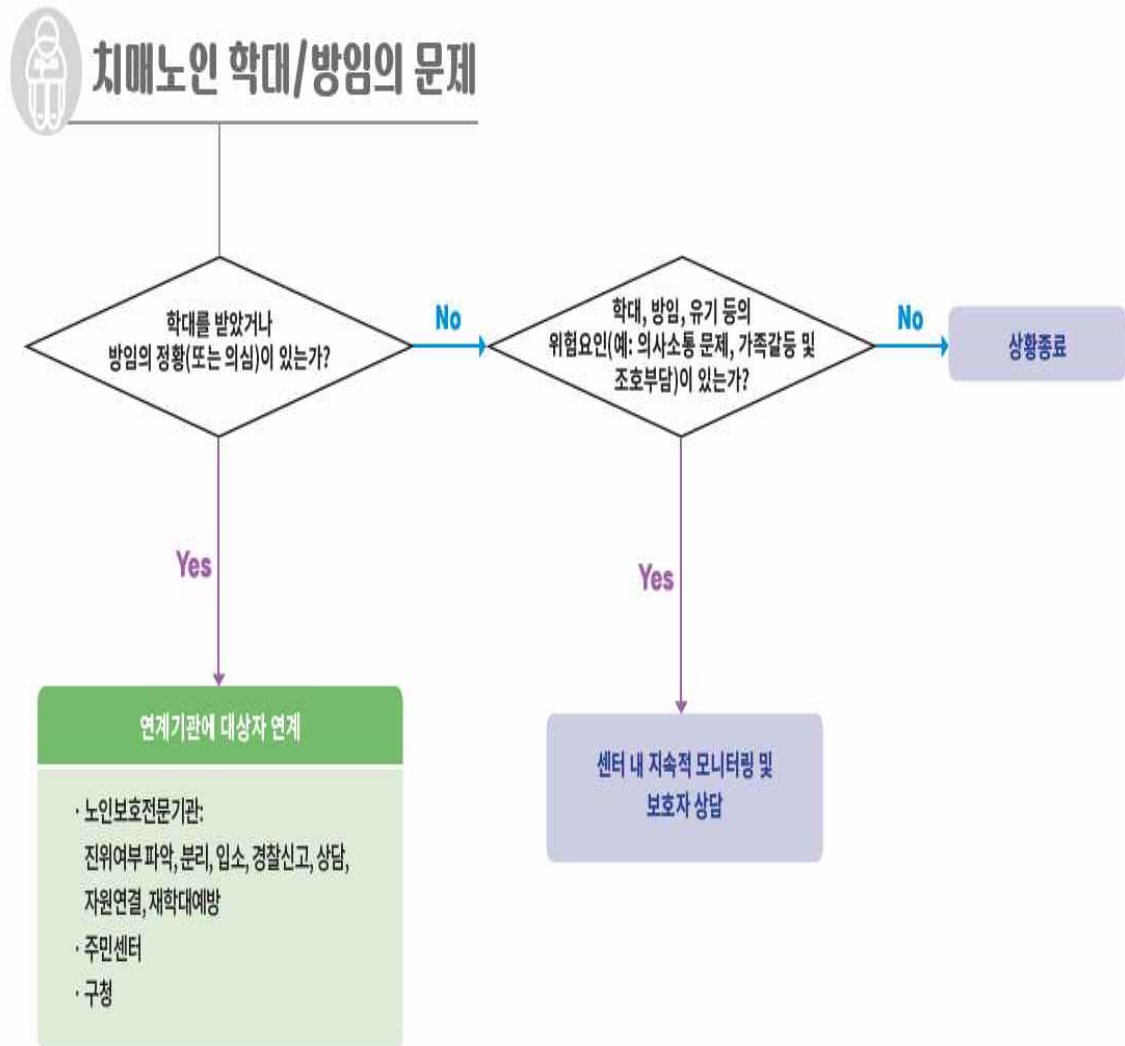 치매노인 학대/방임의 문제
학대를 받았거나
방임의 정황(또는 의심)이 있는가?
No
학대, 방임, 유기 등의
위험요인(예: 의사소통 문제, 가족갈등 및
조호부담)이 있는가?
No
상황종료
Yes
Yes
연계기관에 대상자 연계
· 노인보호전문기관:
진위여부 파악, 분리, 입소, 경찰신고, 상담,
자원연결, 재학대예방
· 주민센터
· 구청
센터 내 지속적 모니터링 및
보호자 상담